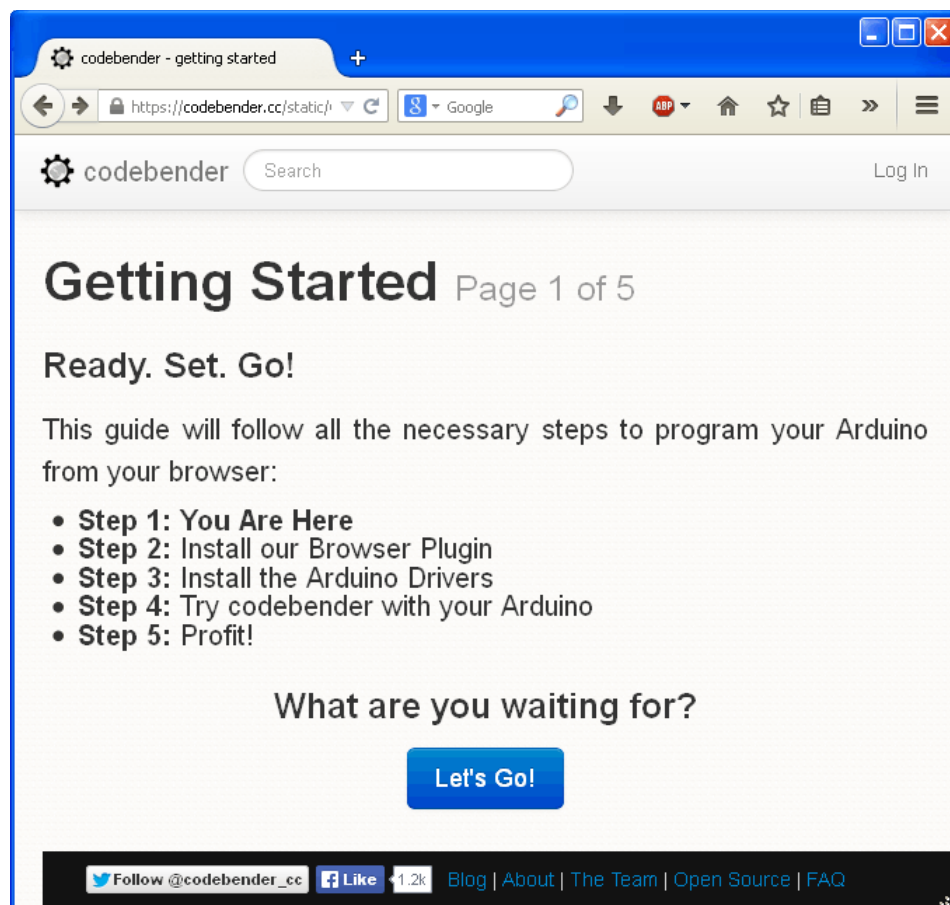 codebender - getting started
https://codebender.cc/static/
Google
ABP
codebender
Search
Log In
Getting Started Page 1 of 5
Ready. Set. Go!
This guide will follow all the necessary steps to program your Arduino
from your browser:
Step 1: You Are Here
Step 2: Install our Browser Plugin
Step 3: Install the Arduino Drivers
Step 4: Try codebender with your Arduino
Step 5: Profit!
What are you waiting for?
Let's Go!
Follow @codebender_cc Like 1.2k Blog | About | The Team | Open Source | FAQ